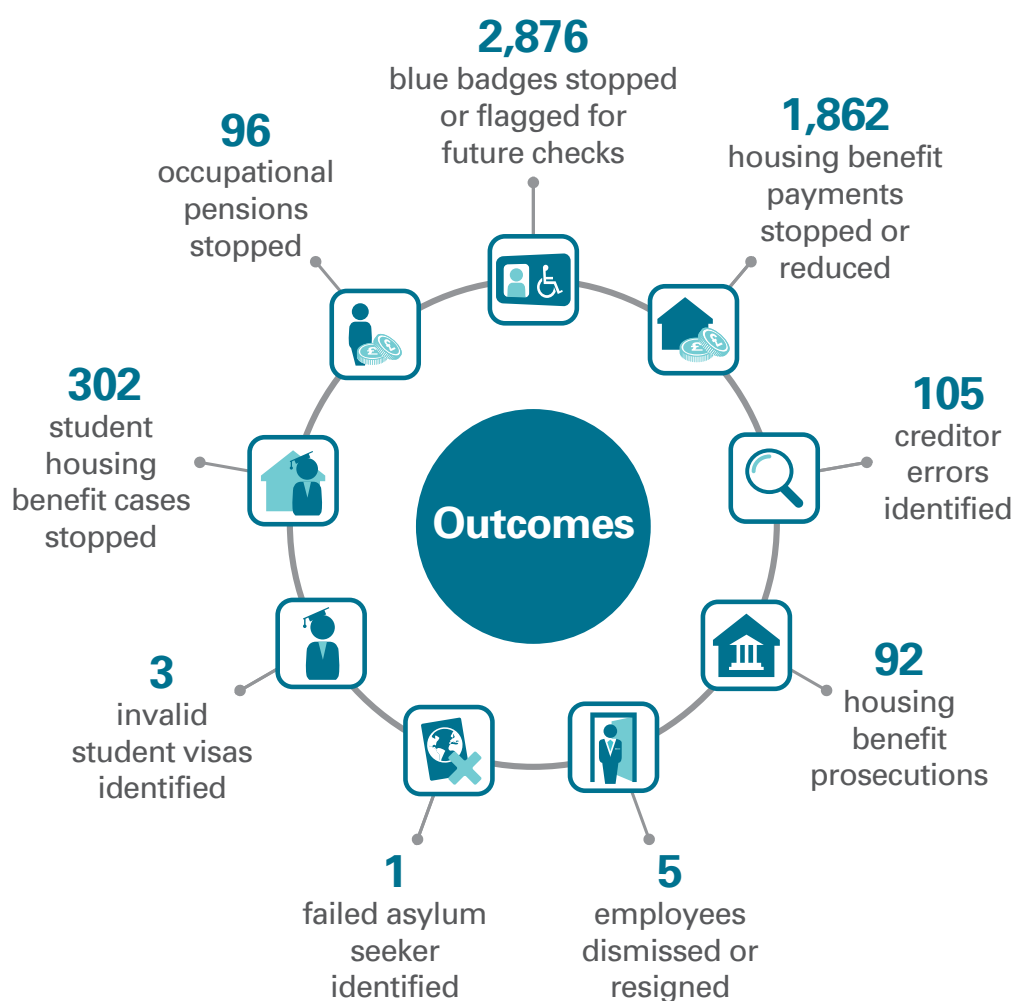 2,876
blue badges stopped
or flagged for
future checks
1,862
housing benefit
payments
stopped or
reduced
105
creditor
errors
identified
92
housing
benefit
prosecutions
5
employees
dismissed or
resigned
1
failed asylum
seeker
identified
3
invalid
student visas
identified
302
student
housing
benefit cases
stopped
96
occupational
pensions
stopped
£ £
£ £
Outcomes